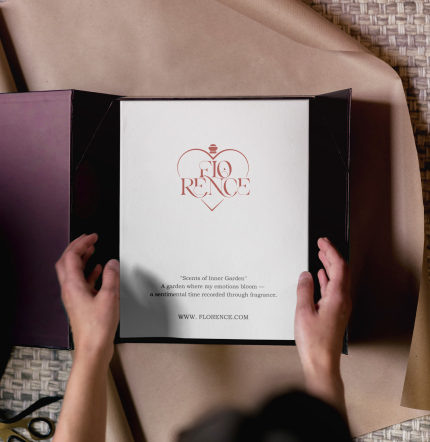 FLO
RENCE
"Scents of Inner Garden"
A garden where my emotions bloom —
a sentimental time recorded through fragrance.
WWW. FLORENCE.COM